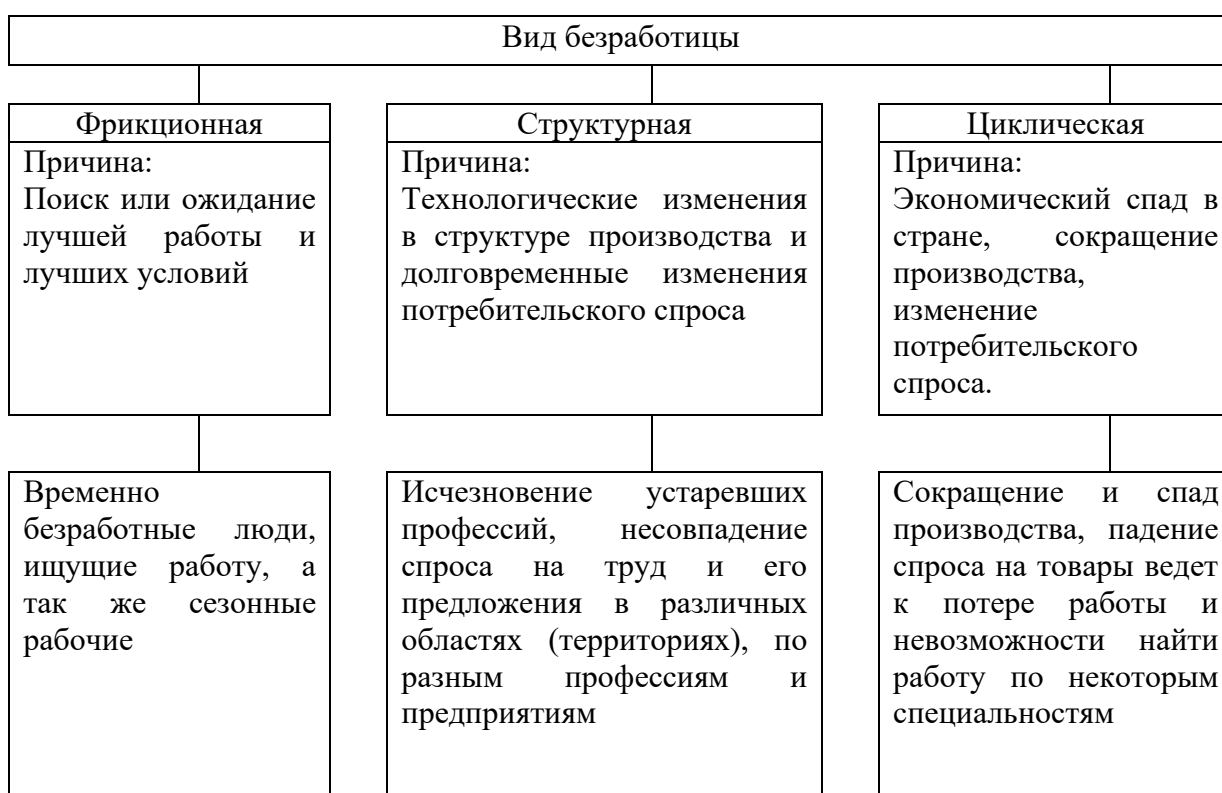 Вид безработицы
Фрикционная
Причина:
Поиск или ожидание
лучшей работы и
лучших условий
Структурная
Причина:
Технологические изменения
в структуре производства и
долговременные изменения
потребительского спроса
Циклическая
Причина:
Экономический спад в
стране, сокращение
производства,
изменение
потребительского
спроса.
Временно
безработные люди,
ищущие работу, а
так же сезонные
рабочие
Исчезновение устаревших
профессий, несовпадение
спроса на труд и его
предложения в различных
областях (территориях), по
разным профессиям и
предприятиям
Сокращение и спад
производства, падение
спроса на товары ведет
к потере работы и
невозможности найти
работу по некоторым
специальностям